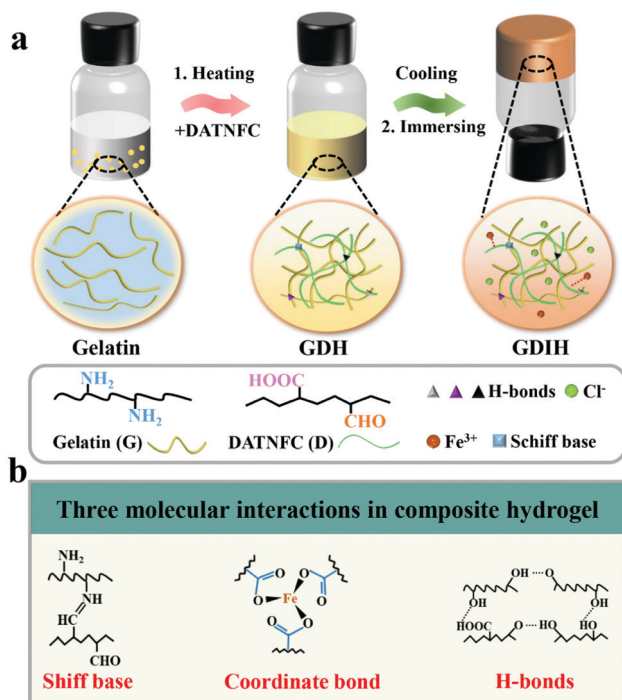 a
1. Heating
+DATNFC
Cooling
2. Immersing
Gelatin
GDH
GDIH
NH2
NH2
Gelatin (G)
HOOC
CHO
DATNFC (D)
H-bonds
Cl-
Fe3+
Schiff base
b
Three molecular interactions in composite hydrogel
NH2
NH
HC
CHO
Shiff base
O
O
O
O
Fe
O
O
Coordinate bond
OH
O
OH
OH
HOOC
O
HO
HO
H-bonds